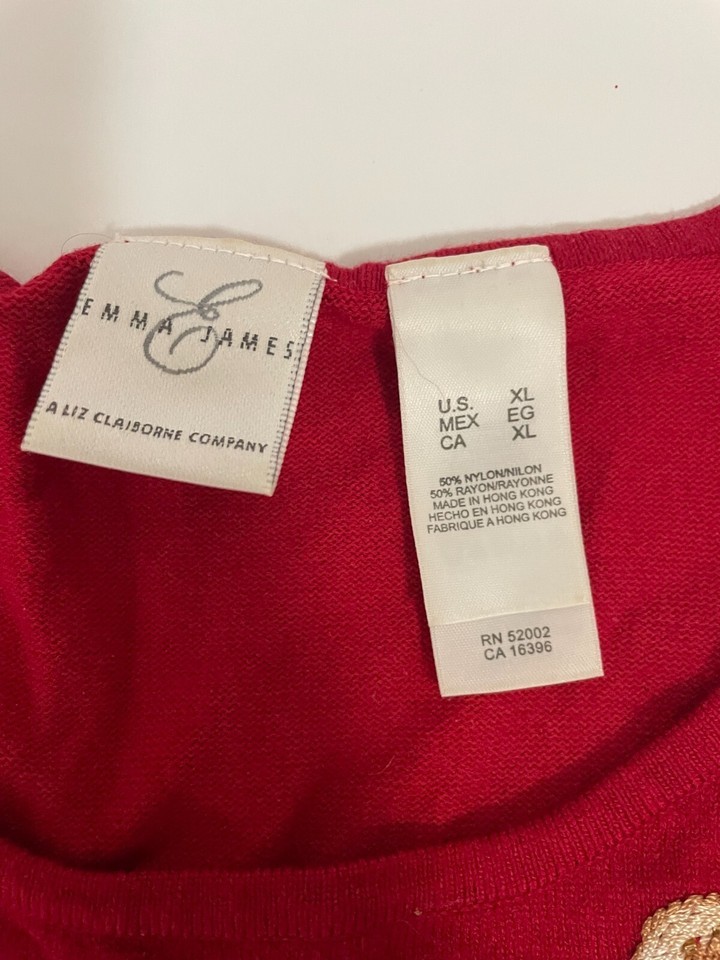 E
EMMA JAMES
A LIZ CLAIBORNE COMPANY
U.S. XL
MEX EG
CA XL
50% NYLON/NILON
50% RAYON/RAYONNE
MADE IN HONG KONG
HECHO EN HONG KONG
FABRIQUE A HONG KONG
RN 52002
CA 16396